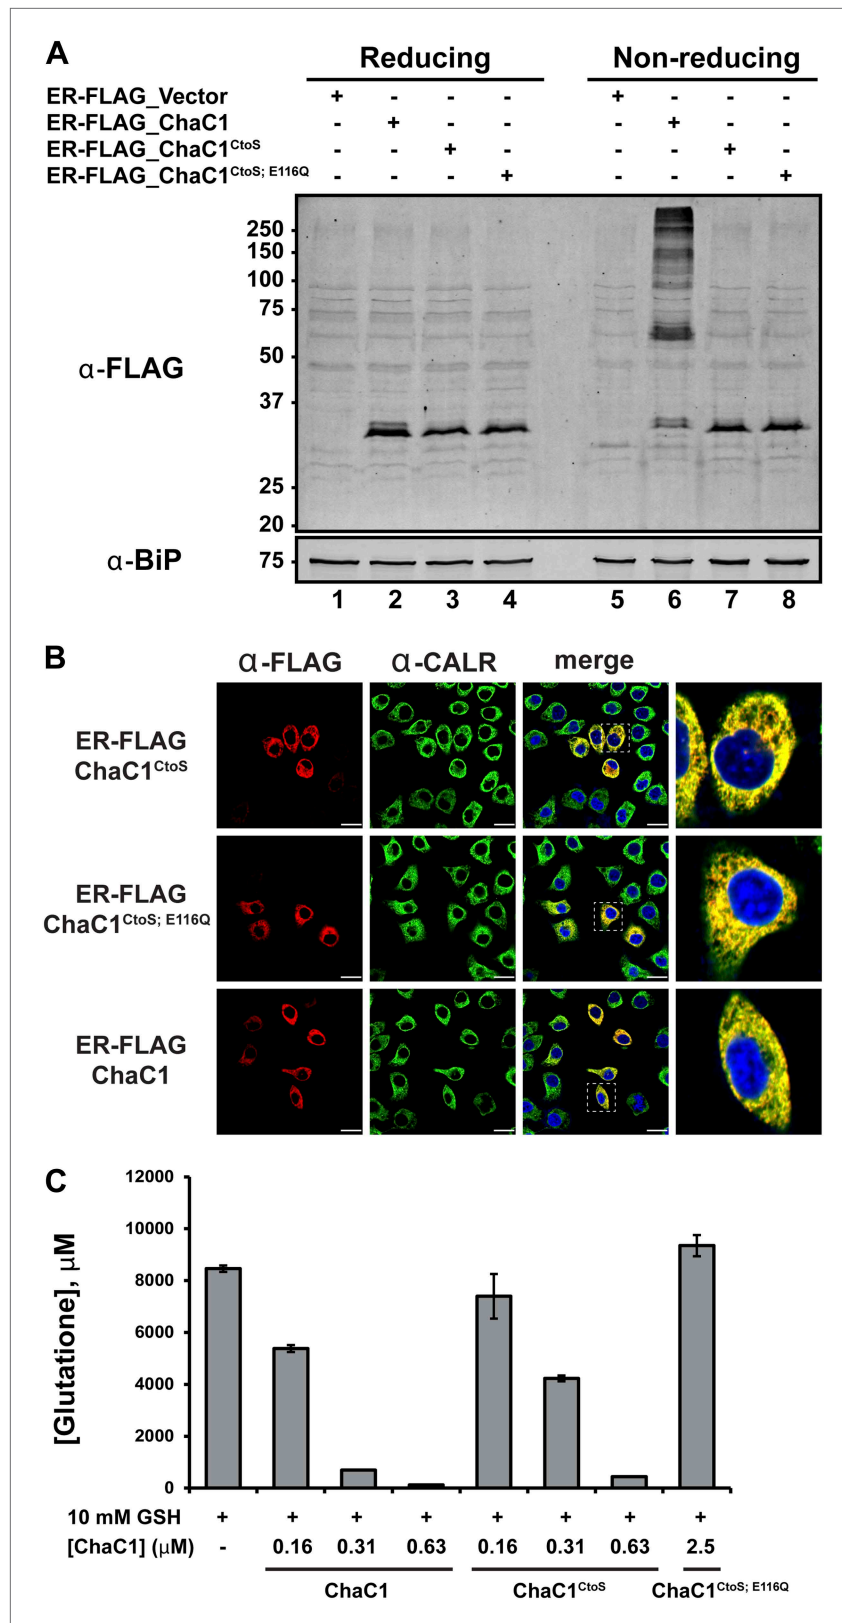 A
Reducing Non-reducing
ER-FLAG_Vector + - - - + - - -
ER-FLAG_ChaC1 - + - - - + - -
ER-FLAG_ChaC1CtoS - - + - - - + -
ER-FLAG_ChaC1CtoS; E116Q - - - + - - - +
250
150
100
75
50
37
25
20
α-FLAG
α-BiP 75
1 2 3 4 5 6 7 8
B
α-FLAG α-CALR merge
ER-FLAG
ChaC1CtoS
ER-FLAG
ChaC1CtoS; E116Q
ER-FLAG
ChaC1
C
[Glutatione], μM
12000
10000
8000
6000
4000
2000
0
10 mM GSH + + + + + + + +
[ChaC1] (μM) - 0.16 0.31 0.63 0.16 0.31 0.63 2.5
ChaC1 ChaC1CtoS ChaC1CtoS; E116Q